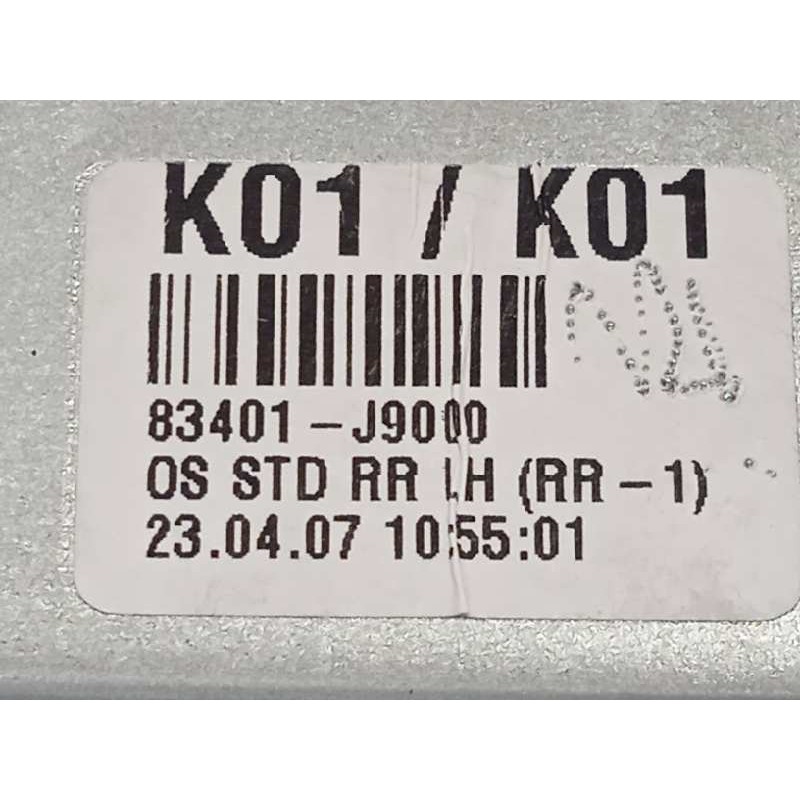 K01 / K01
83401-J9000
OS STD RR LH (RR-1)
23.04.07 10:55:01